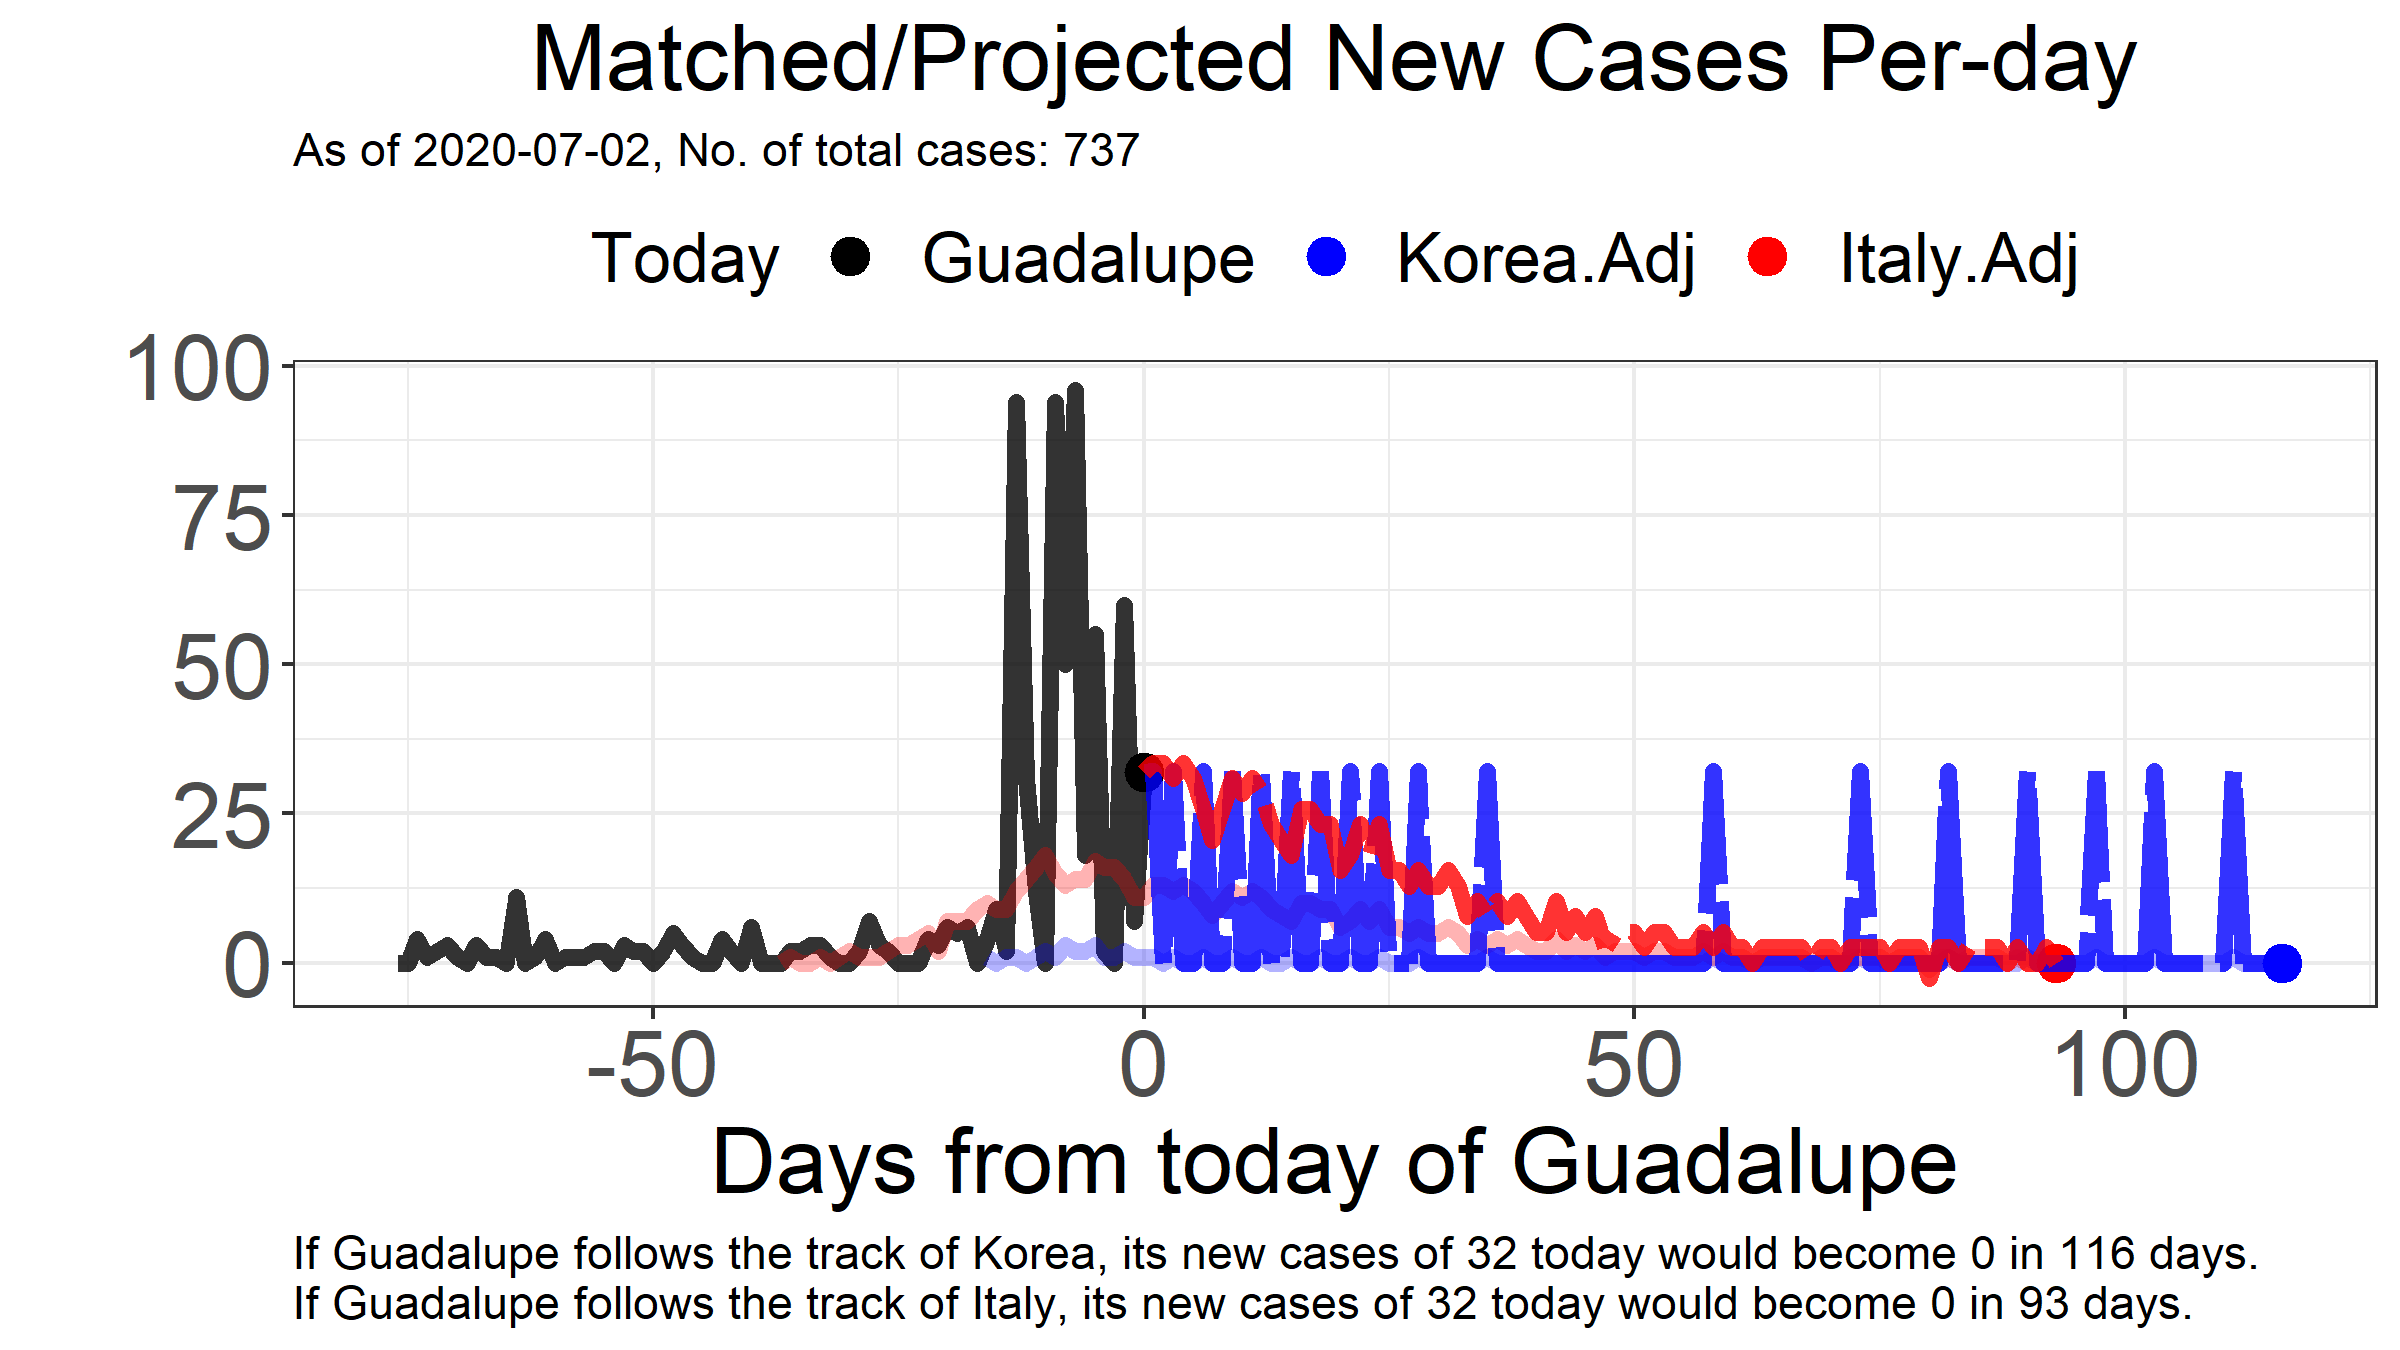 Matched/Projected New Cases Per-day
As of 2020-07-02, No. of total cases: 737
Today Guadalupe Korea.Adj Italy.Adj
100
75
50
25
0
-50 0 50 100
Days from today of Guadalupe
If Guadalupe follows the track of Korea, its new cases of 32 today would become 0 in 116 days.
If Guadalupe follows the track of Italy, its new cases of 32 today would become 0 in 93 days.